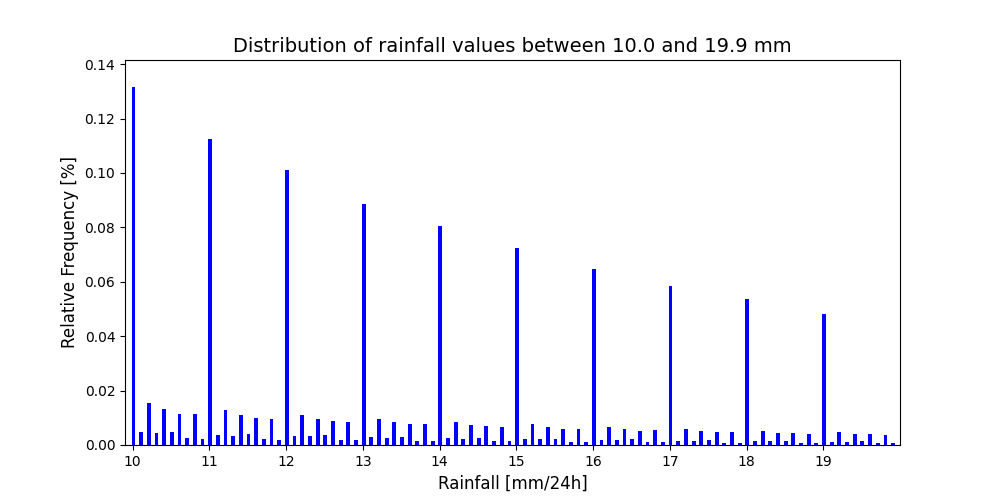 Distribution of rainfall values between 10.0 and 19.9 mm
Relative Frequency [%]
0.14
0.12
0.10
0.08
0.06
0.04
0.02
0.00
10 11 12 13 14 15 16 17 18 19
Rainfall [mm/24h]